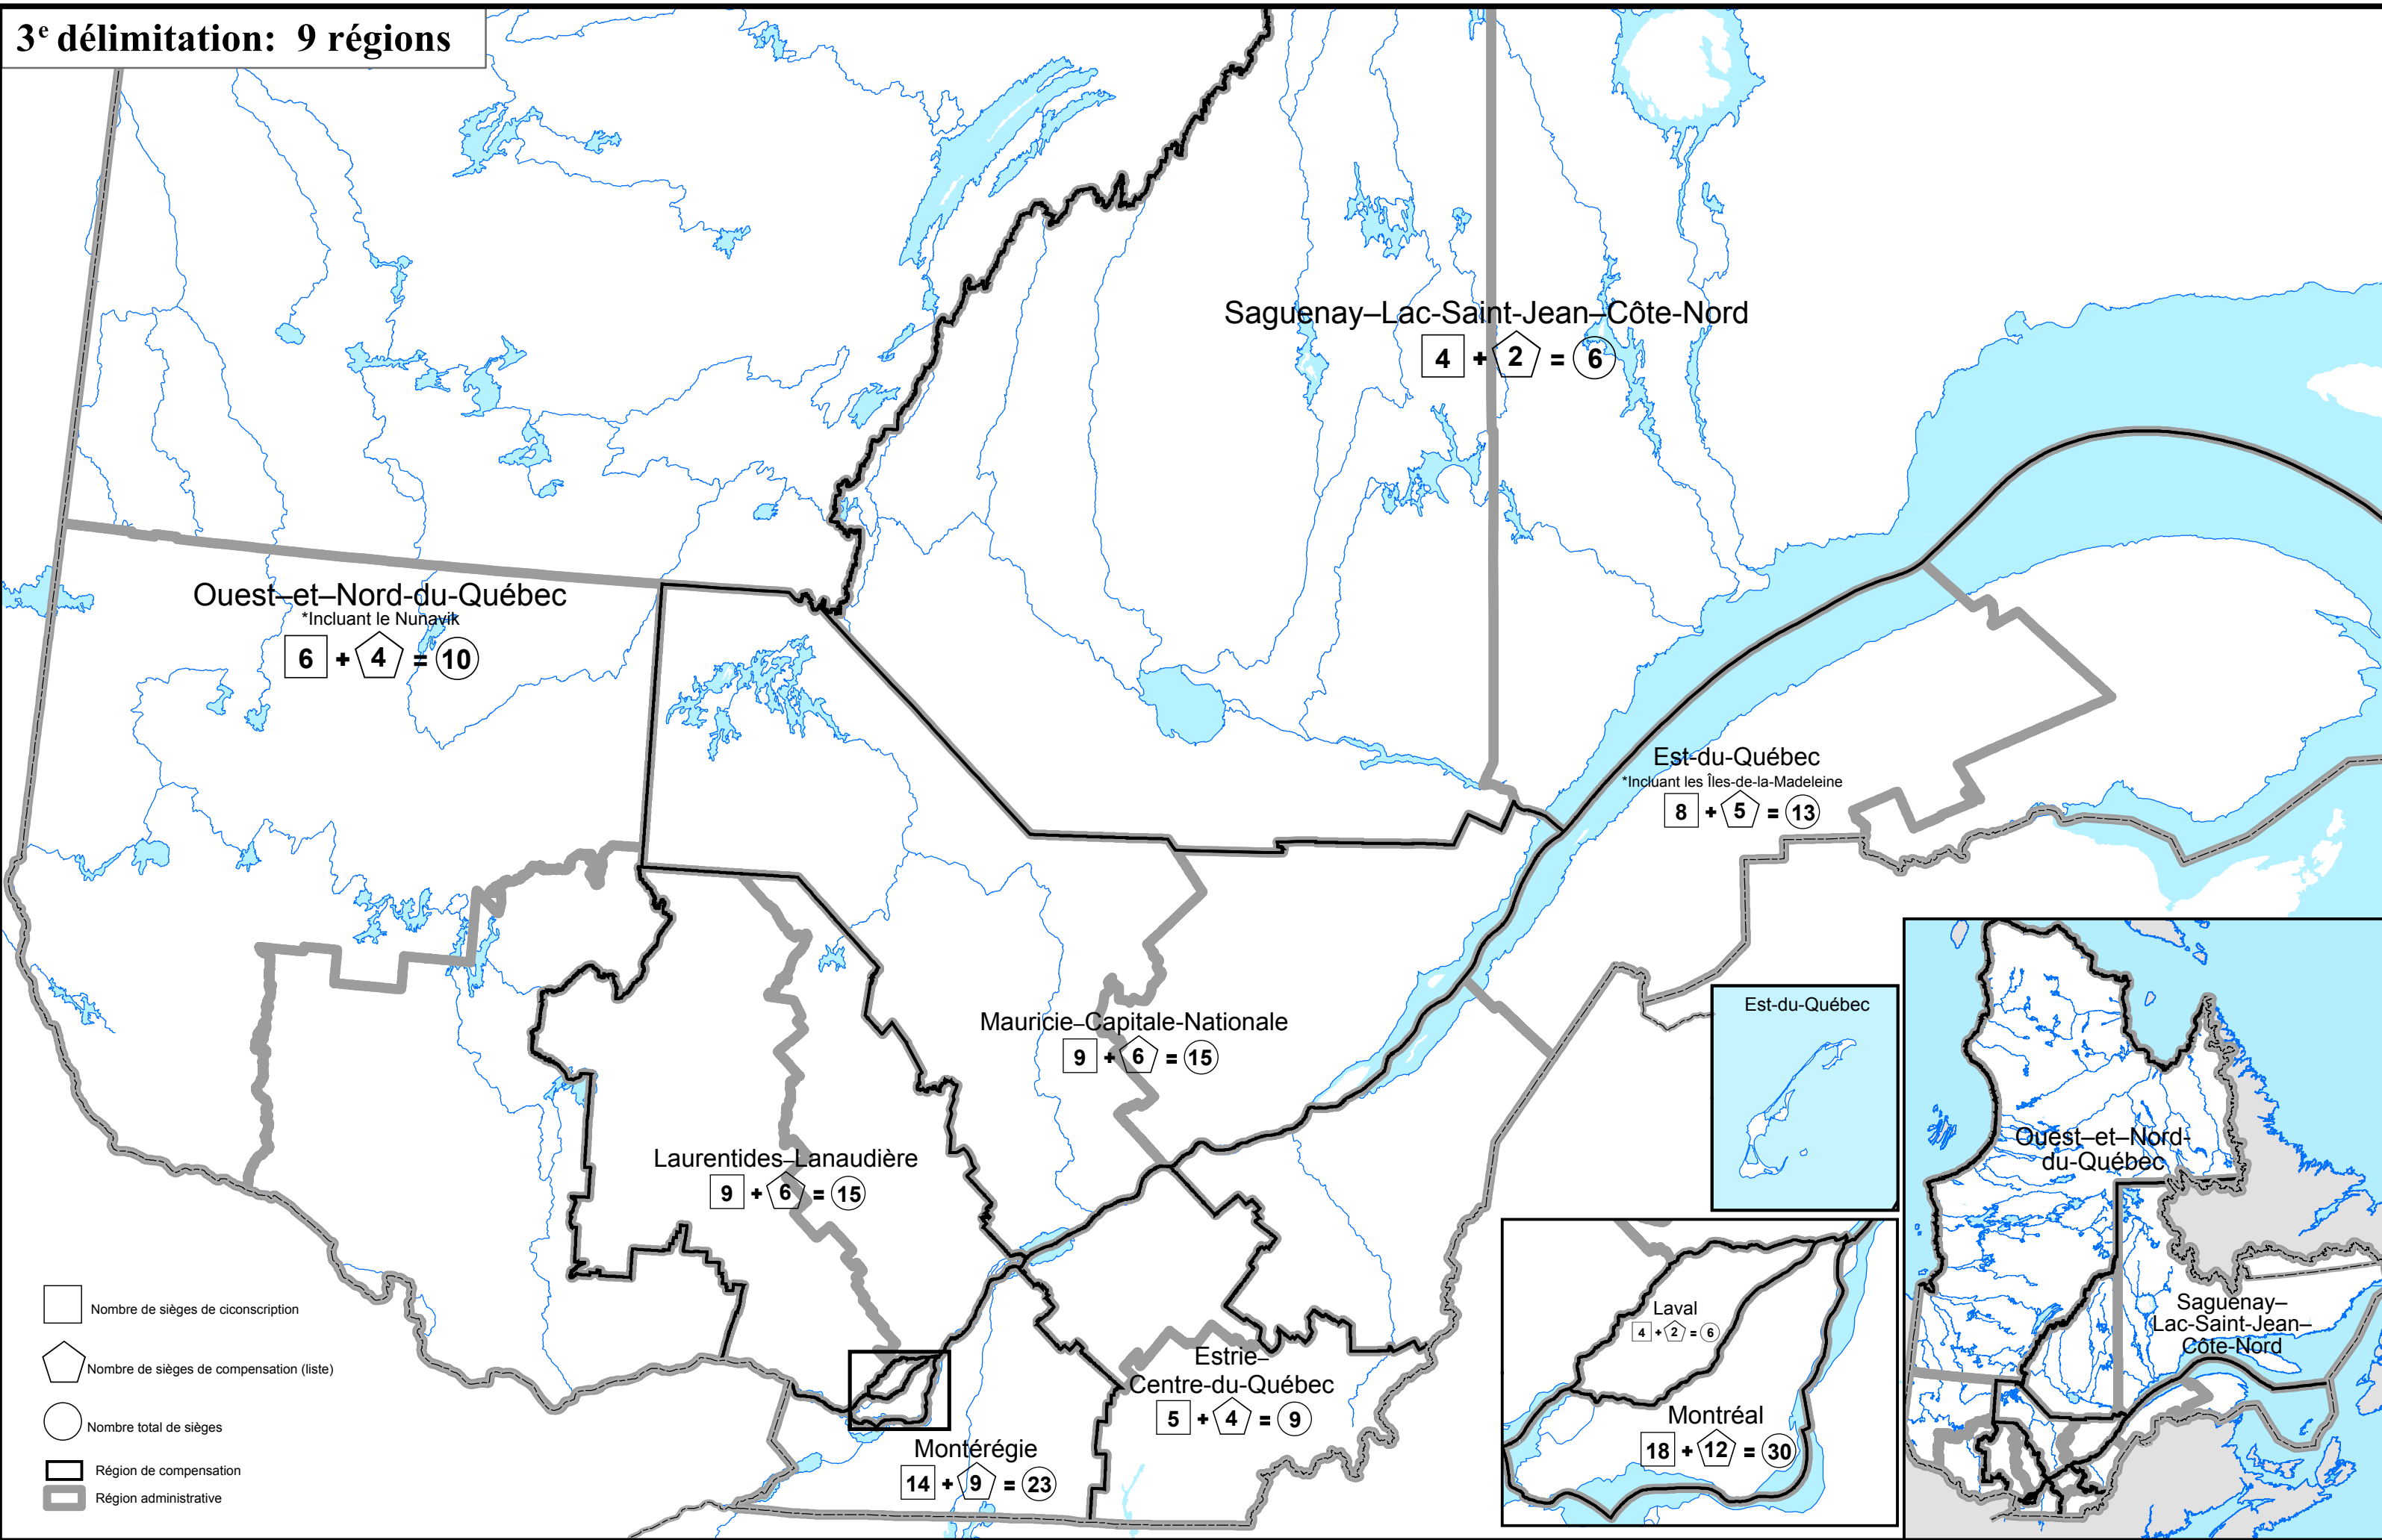 3e délimitation: 9 régions
Saguenay–Lac-Saint-Jean–Côte-Nord
4 + 2 = 6
Ouest–et–Nord-du-Québec
*Incluant le Nunavik
6 + 4 = 10
Est-du-Québec
*Incluant les Îles-de-la-Madeleine
8 + 5 = 13
Mauricie–Capitale-Nationale
9 + 6 = 15
Laurentides–Lanaudière
9 + 6 = 15
Estrie–
Centre-du-Québec
5 + 4 = 9
Montérégie
14 + 9 = 23
Est-du-Québec
Laval
4 + 2 = 6
Montréal
18 + 12 = 30
Ouest–et–Nord-
du-Québec
Saguenay–
Lac-Saint-Jean–
Côte-Nord
Nombre de sièges de ciconscription
Nombre de sièges de compensation (liste)
Nombre total de sièges
Région de compensation
Région administrative